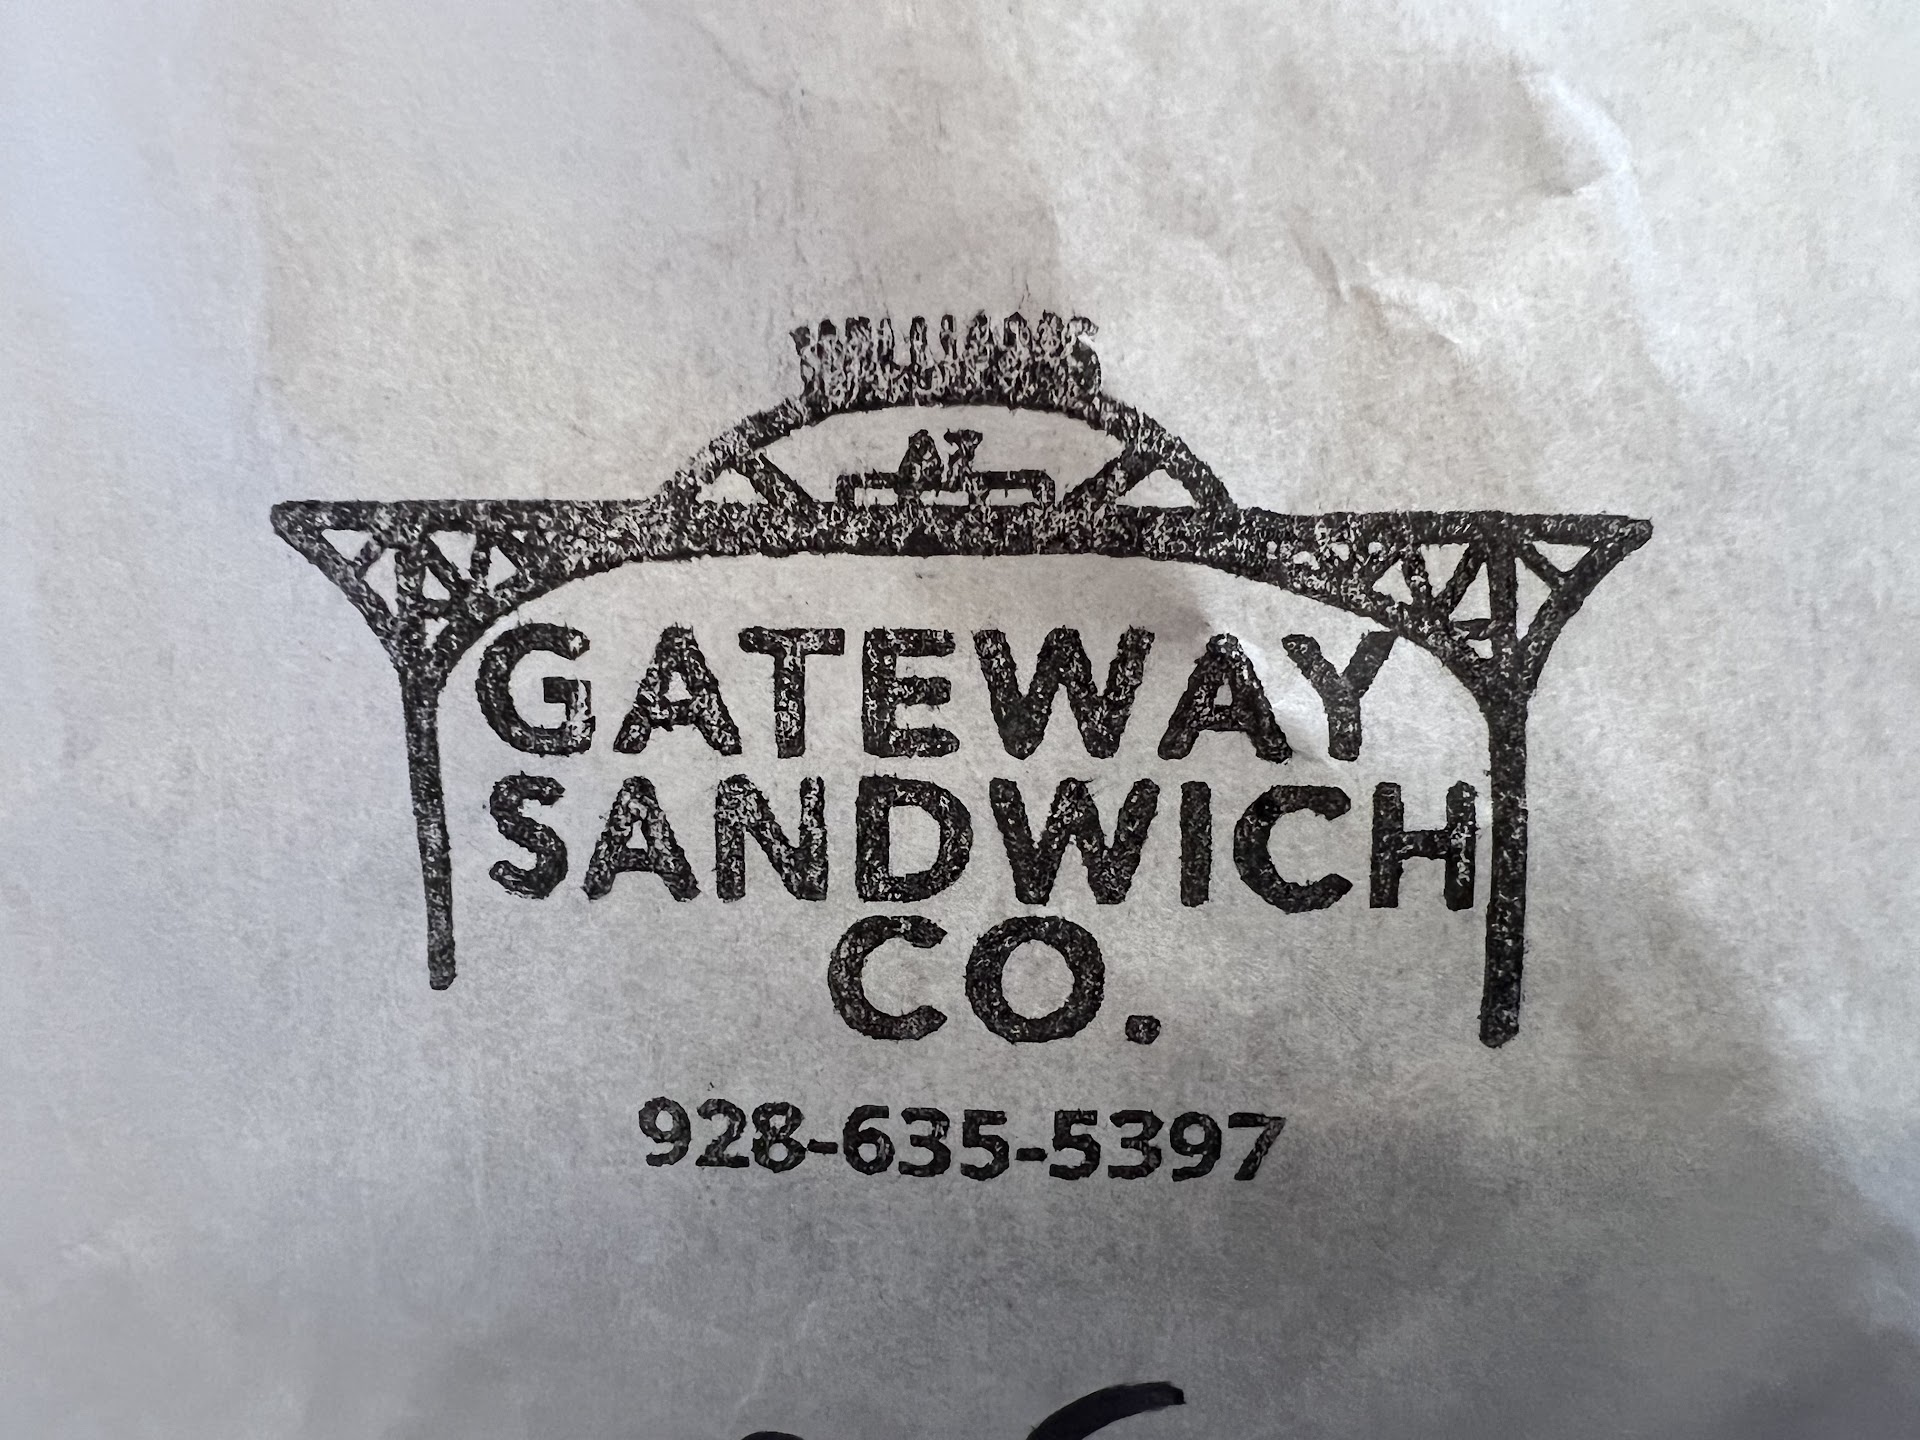 WILLIAMS
AZ
GATEWAY
SANDWICH
CO.
928-635-5397